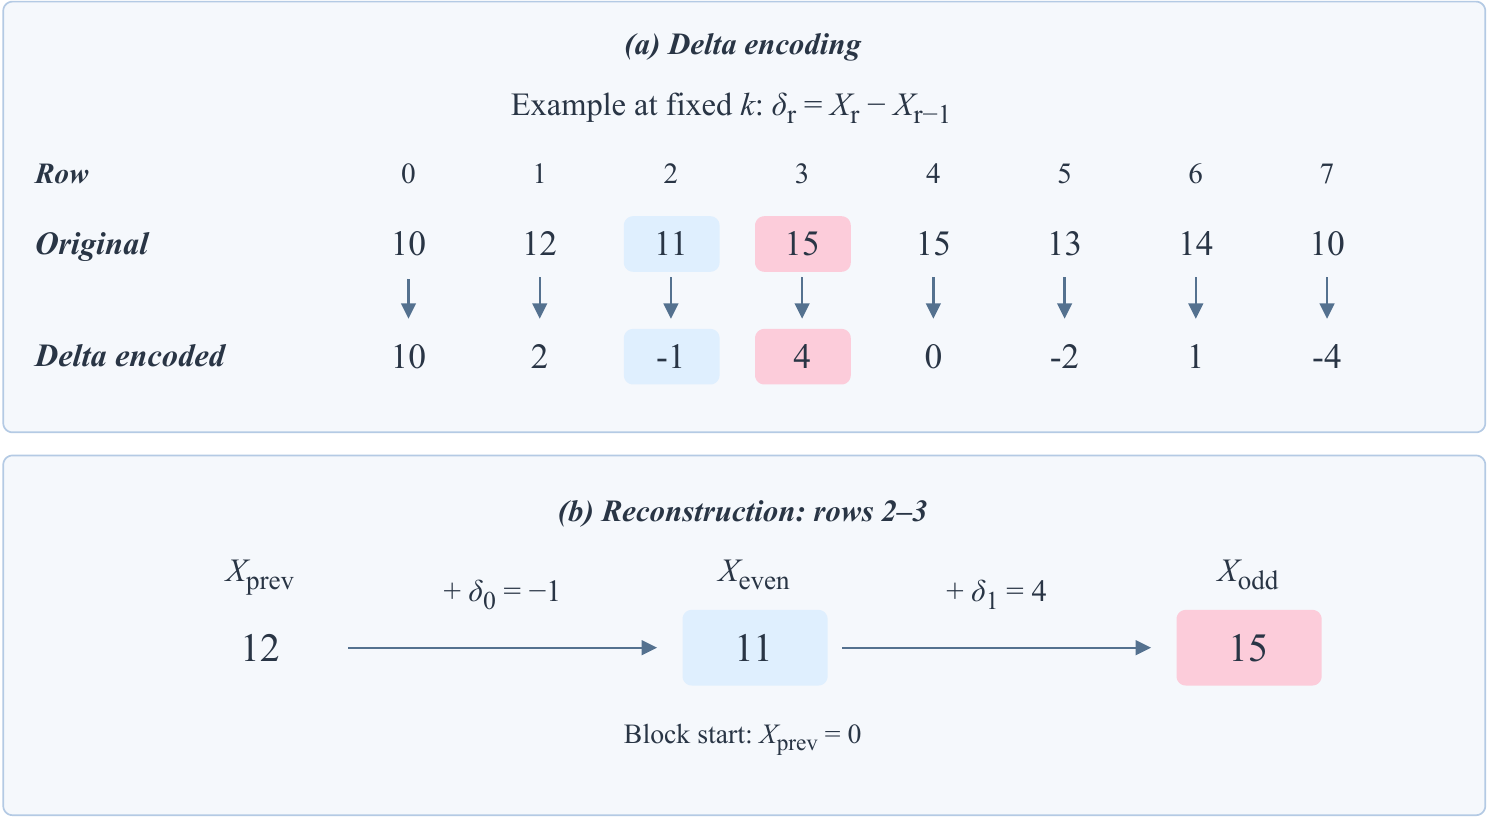 (a) Delta encoding
Example at fixed k: δr = Xr − Xr−1
Row 0 1 2 3 4 5 6 7
Original 10 12 11 15 15 13 14 10
Delta encoded 10 2 -1 4 0 -2 1 -4
(b) Reconstruction: rows 2–3
Xprev + δ0 = −1 Xeven + δ1 = 4 Xodd
12 11 15
Block start: Xprev = 0